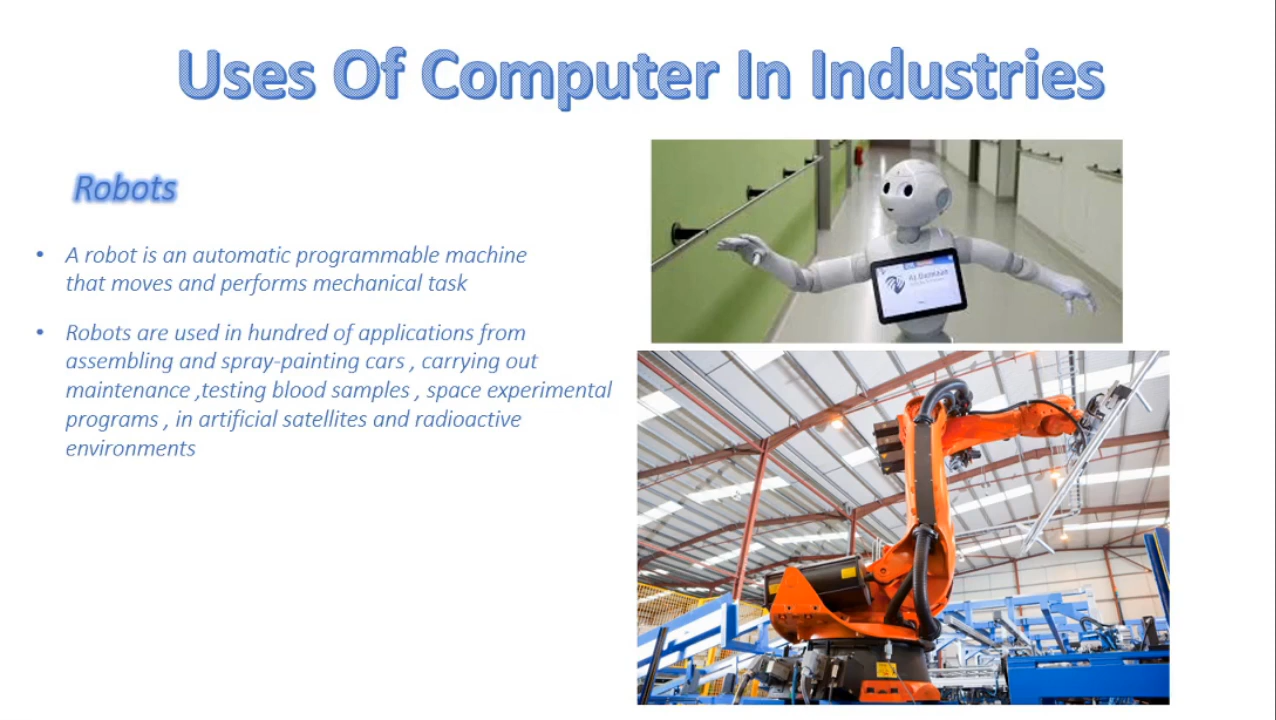 Uses Of Computer In Industries
Robots
• A robot is an automatic programmable machine
that moves and performs mechanical task
• Robots are used in hundred of applications from
assembling and spray-painting cars , carrying out
maintenance ,testing blood samples , space experimental
programs , in artificial satellites and radioactive
environments